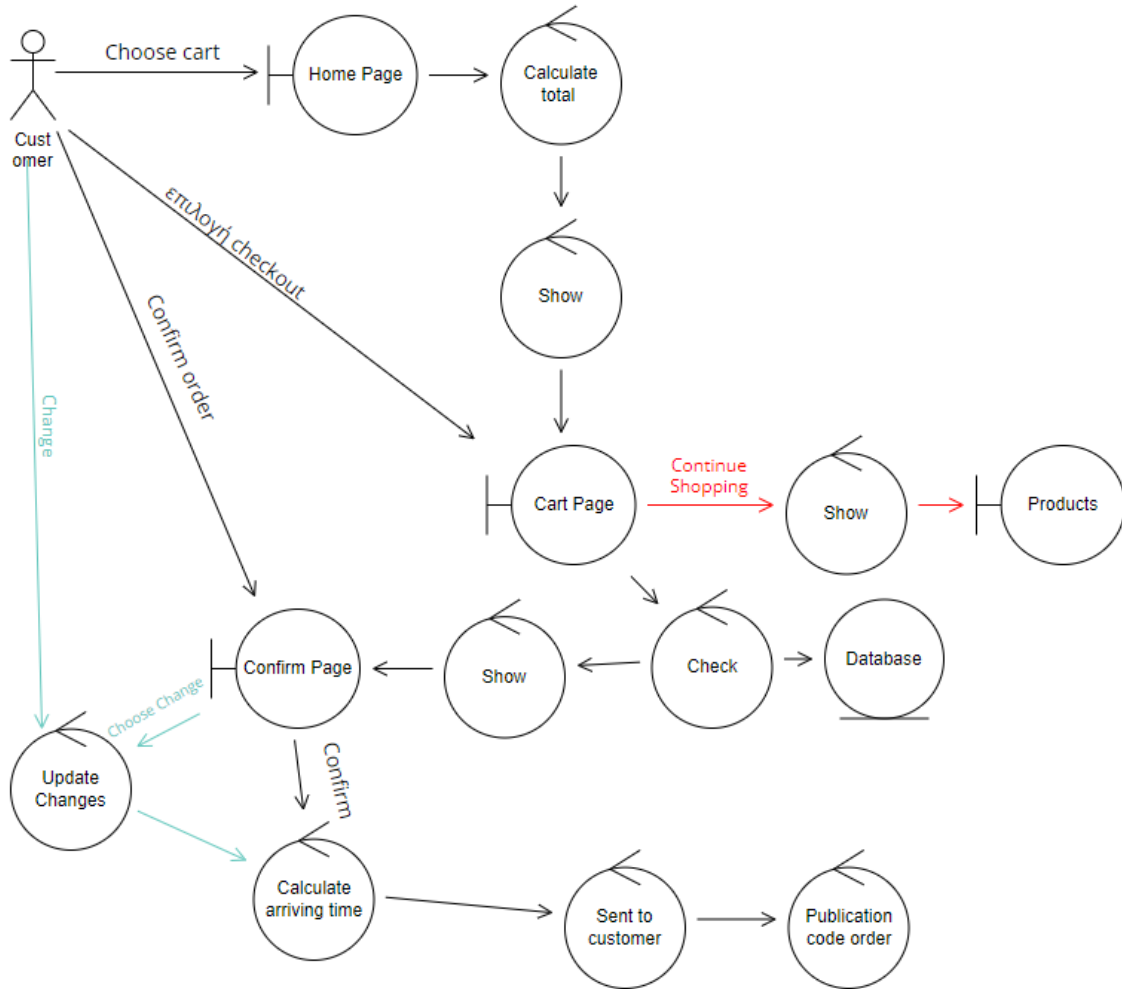 Choose cart
Home Page
Calculate
total
Cust
omer
επιλογή checkout
Show
Confirm order
Change
Cart Page
Continue
Shopping
Show
Products
Confirm Page
Show
Check
Database
Choose Change
Update
Changes
Confirm
Calculate
arriving time
Sent to
customer
Publication
code order